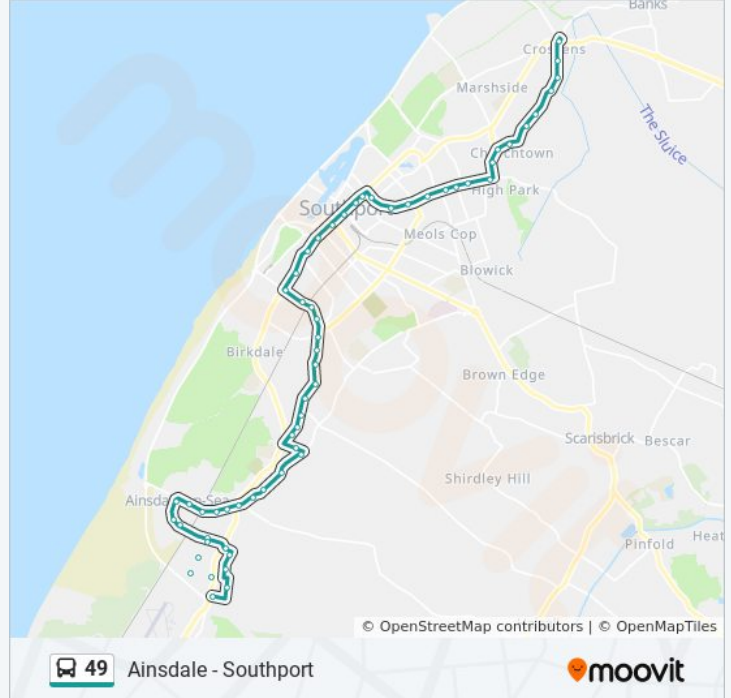 Banks
Crossens
Marshside
The Sluice
Churchtown
High Park
Southport
Meols Cop
Blowick
Birkdale
Brown Edge
Scarisbrick
Bescar
Shirdley Hill
Ainsdale-on-Sea
Pinfold
Heat
© OpenStreetMap contributors | © OpenMapTiles
49 Ainsdale - Southport
moovit